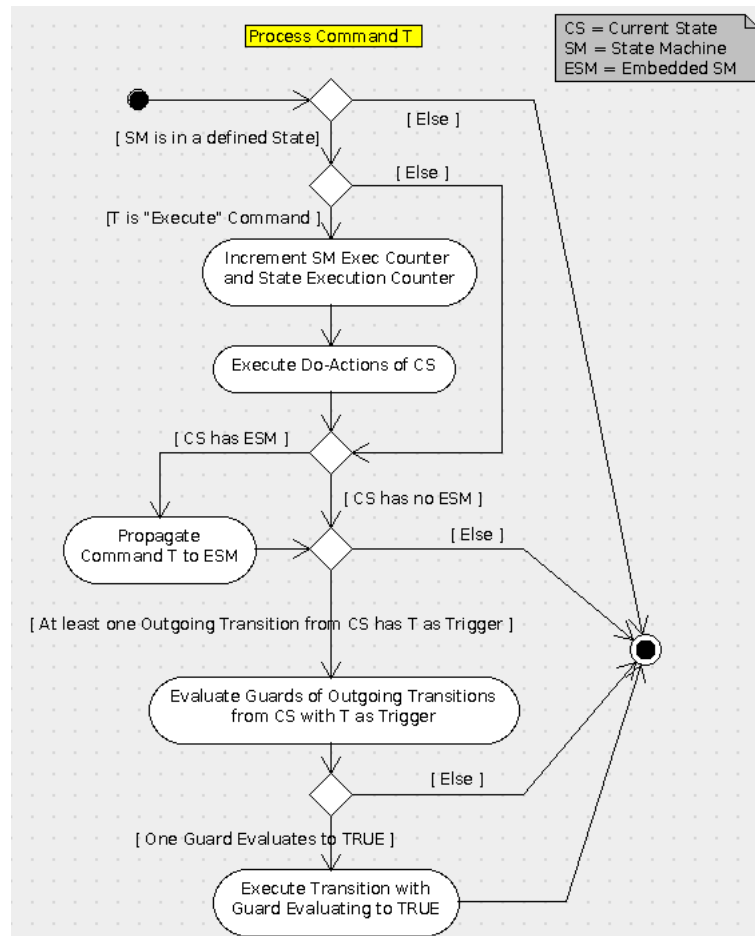 Process Command T
CS = Current State
SM = State Machine
ESM = Embedded SM
[ Else ]
[ SM is in a defined State]
[ Else ]
[T is "Execute" Command ]
Increment SM Exec Counter
and State Execution Counter
Execute Do-Actions of CS
[ CS has ESM ]
[ CS has no ESM ]
Propagate
Command T to ESM
[ Else ]
[ At least one Outgoing Transition from CS has T as Trigger ]
Evaluate Guards of Outgoing Transitions
from CS with T as Trigger
[ Else ]
[ One Guard Evaluates to TRUE ]
Execute Transition with
Guard Evaluating to TRUE